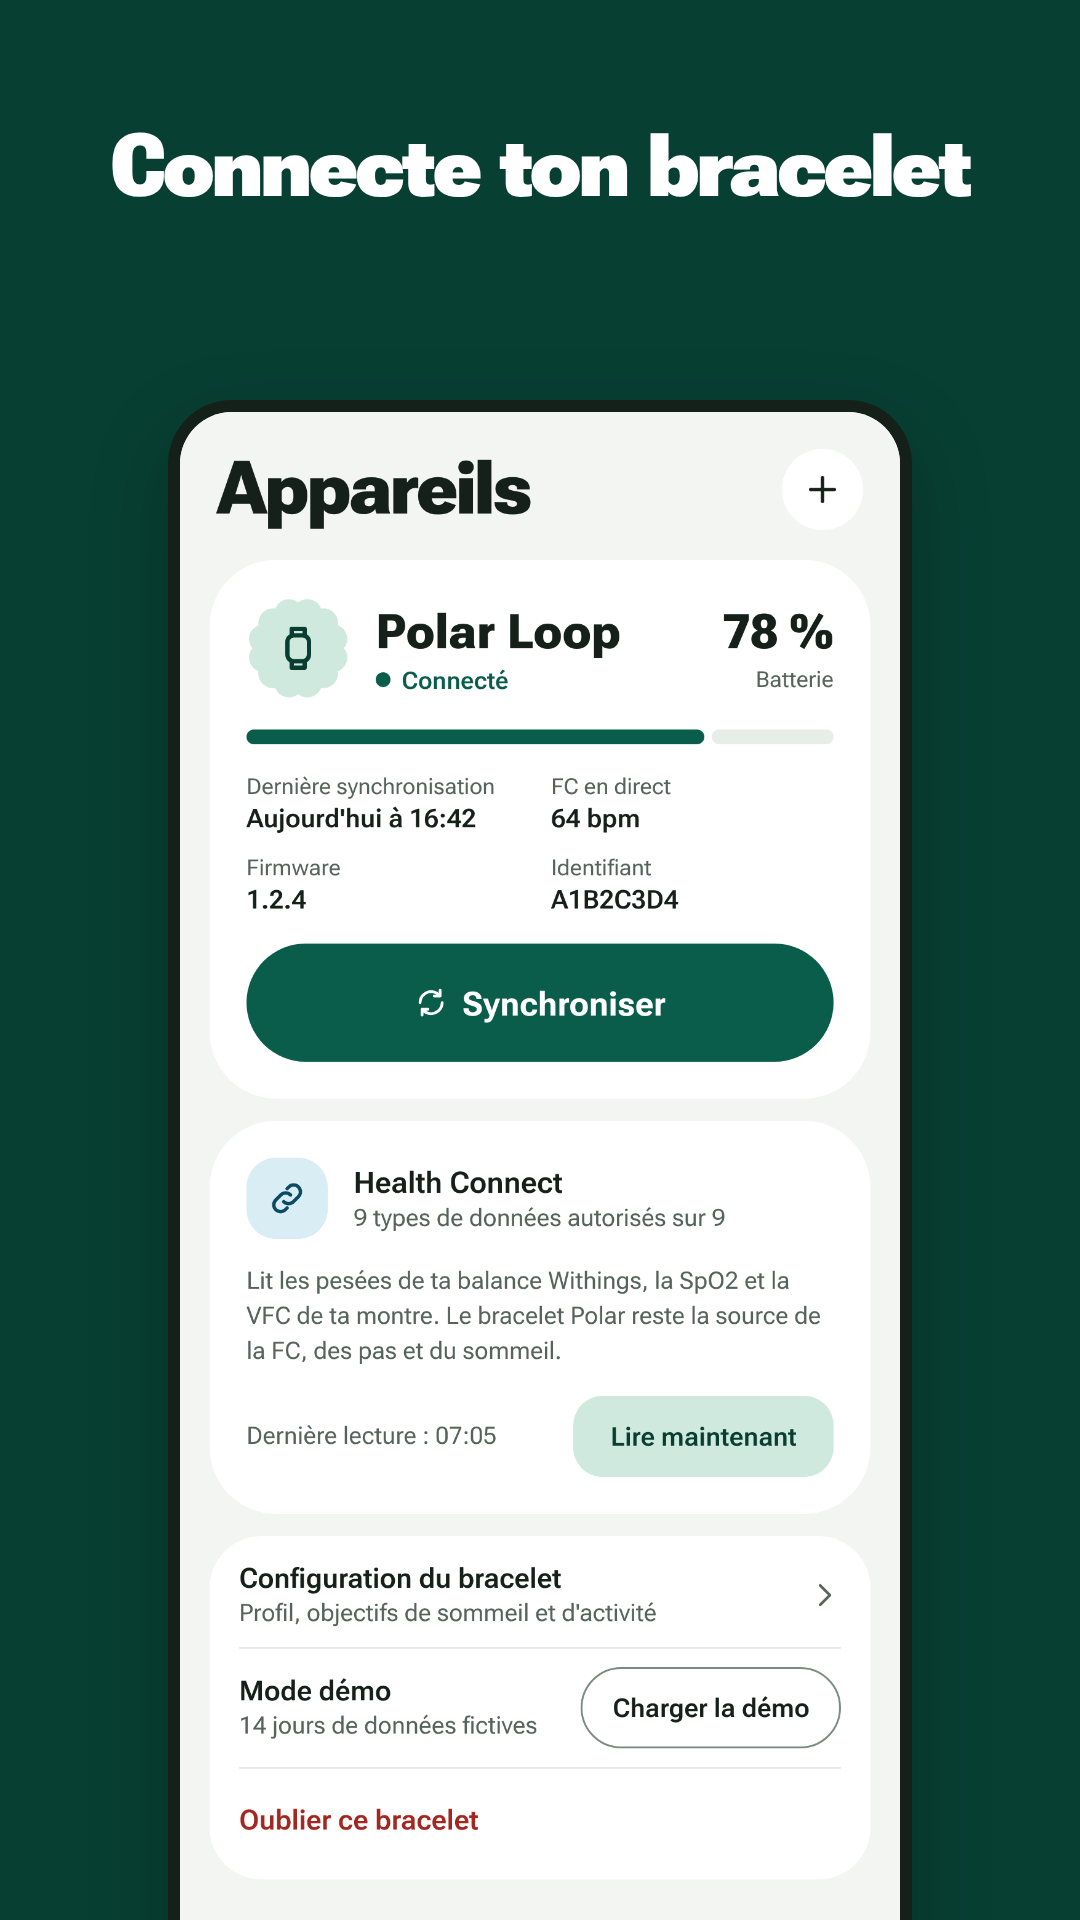 Connecte ton bracelet
Appareils
Polar Loop
78 %
Connecté
Batterie
Dernière synchronisation
FC en direct
Aujourd'hui à 16:42
64 bpm
Firmware
Identifiant
1.2.4
A1B2C3D4
Synchroniser
Health Connect
9 types de données autorisés sur 9
Lit les pesées de ta balance Withings, la SpO2 et la
VFC de ta montre. Le bracelet Polar reste la source de
la FC, des pas et du sommeil.
Dernière lecture : 07:05
Lire maintenant
Configuration du bracelet
Profil, objectifs de sommeil et d'activité
Mode démo
14 jours de données fictives
Charger la démo
Oublier ce bracelet